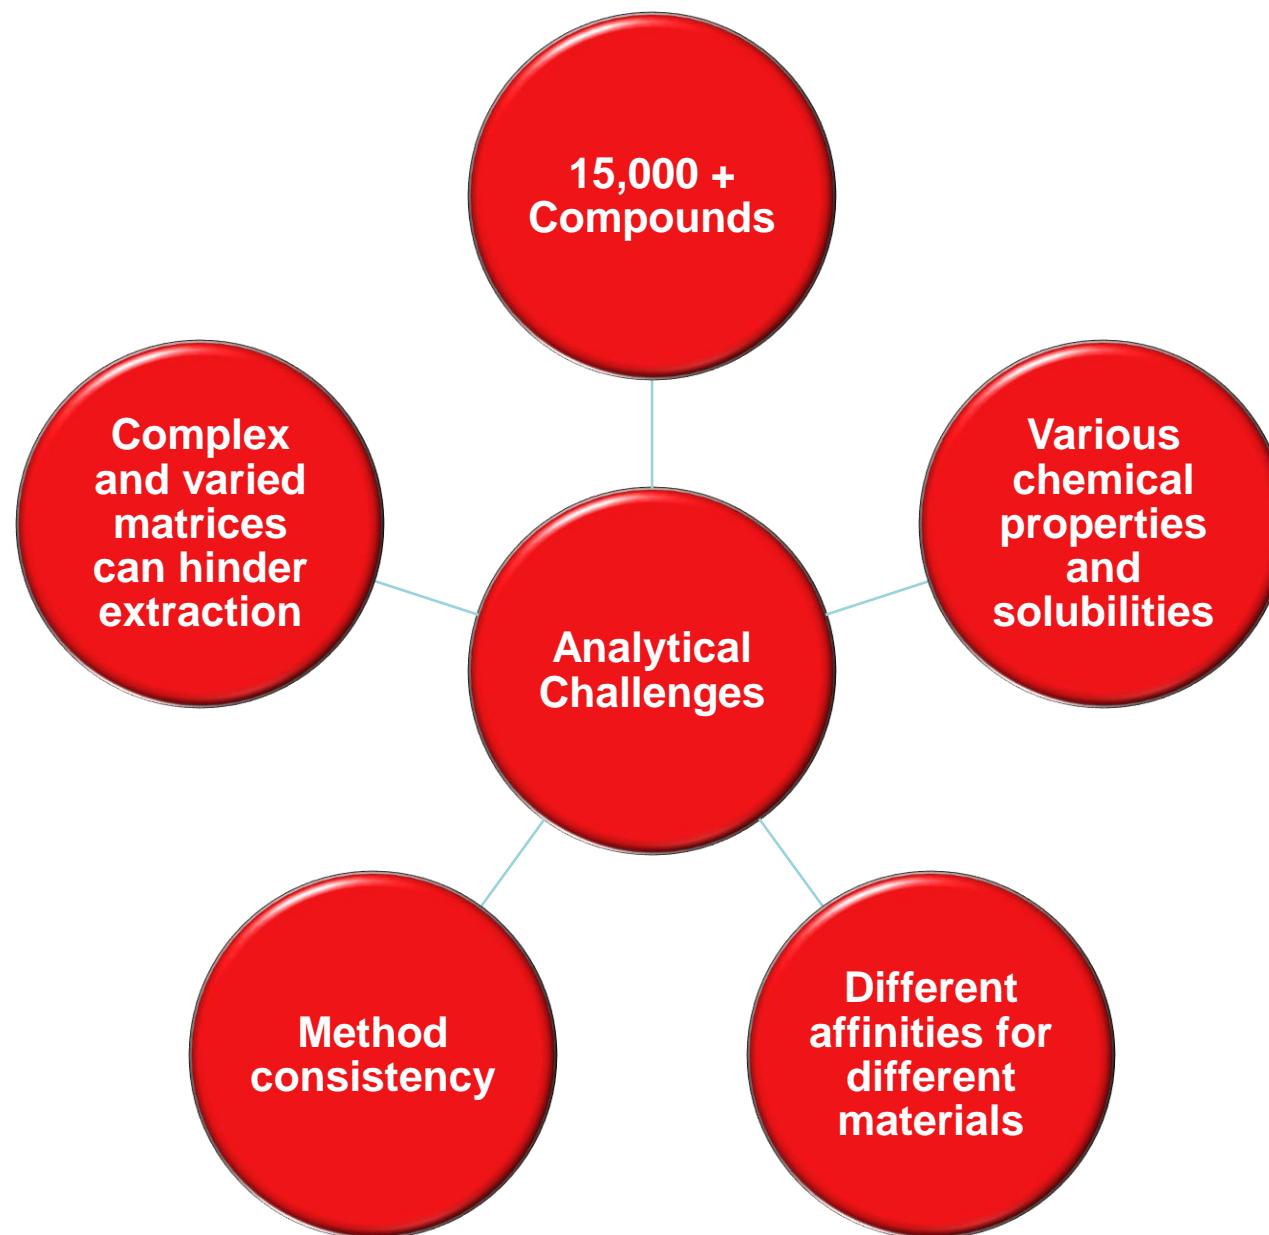 15,000 +
Compounds
Complex
and varied
matrices
can hinder
extraction
Various
chemical
properties
and
solubilities
Analytical
Challenges
Method
consistency
Different
affinities for
different
materials